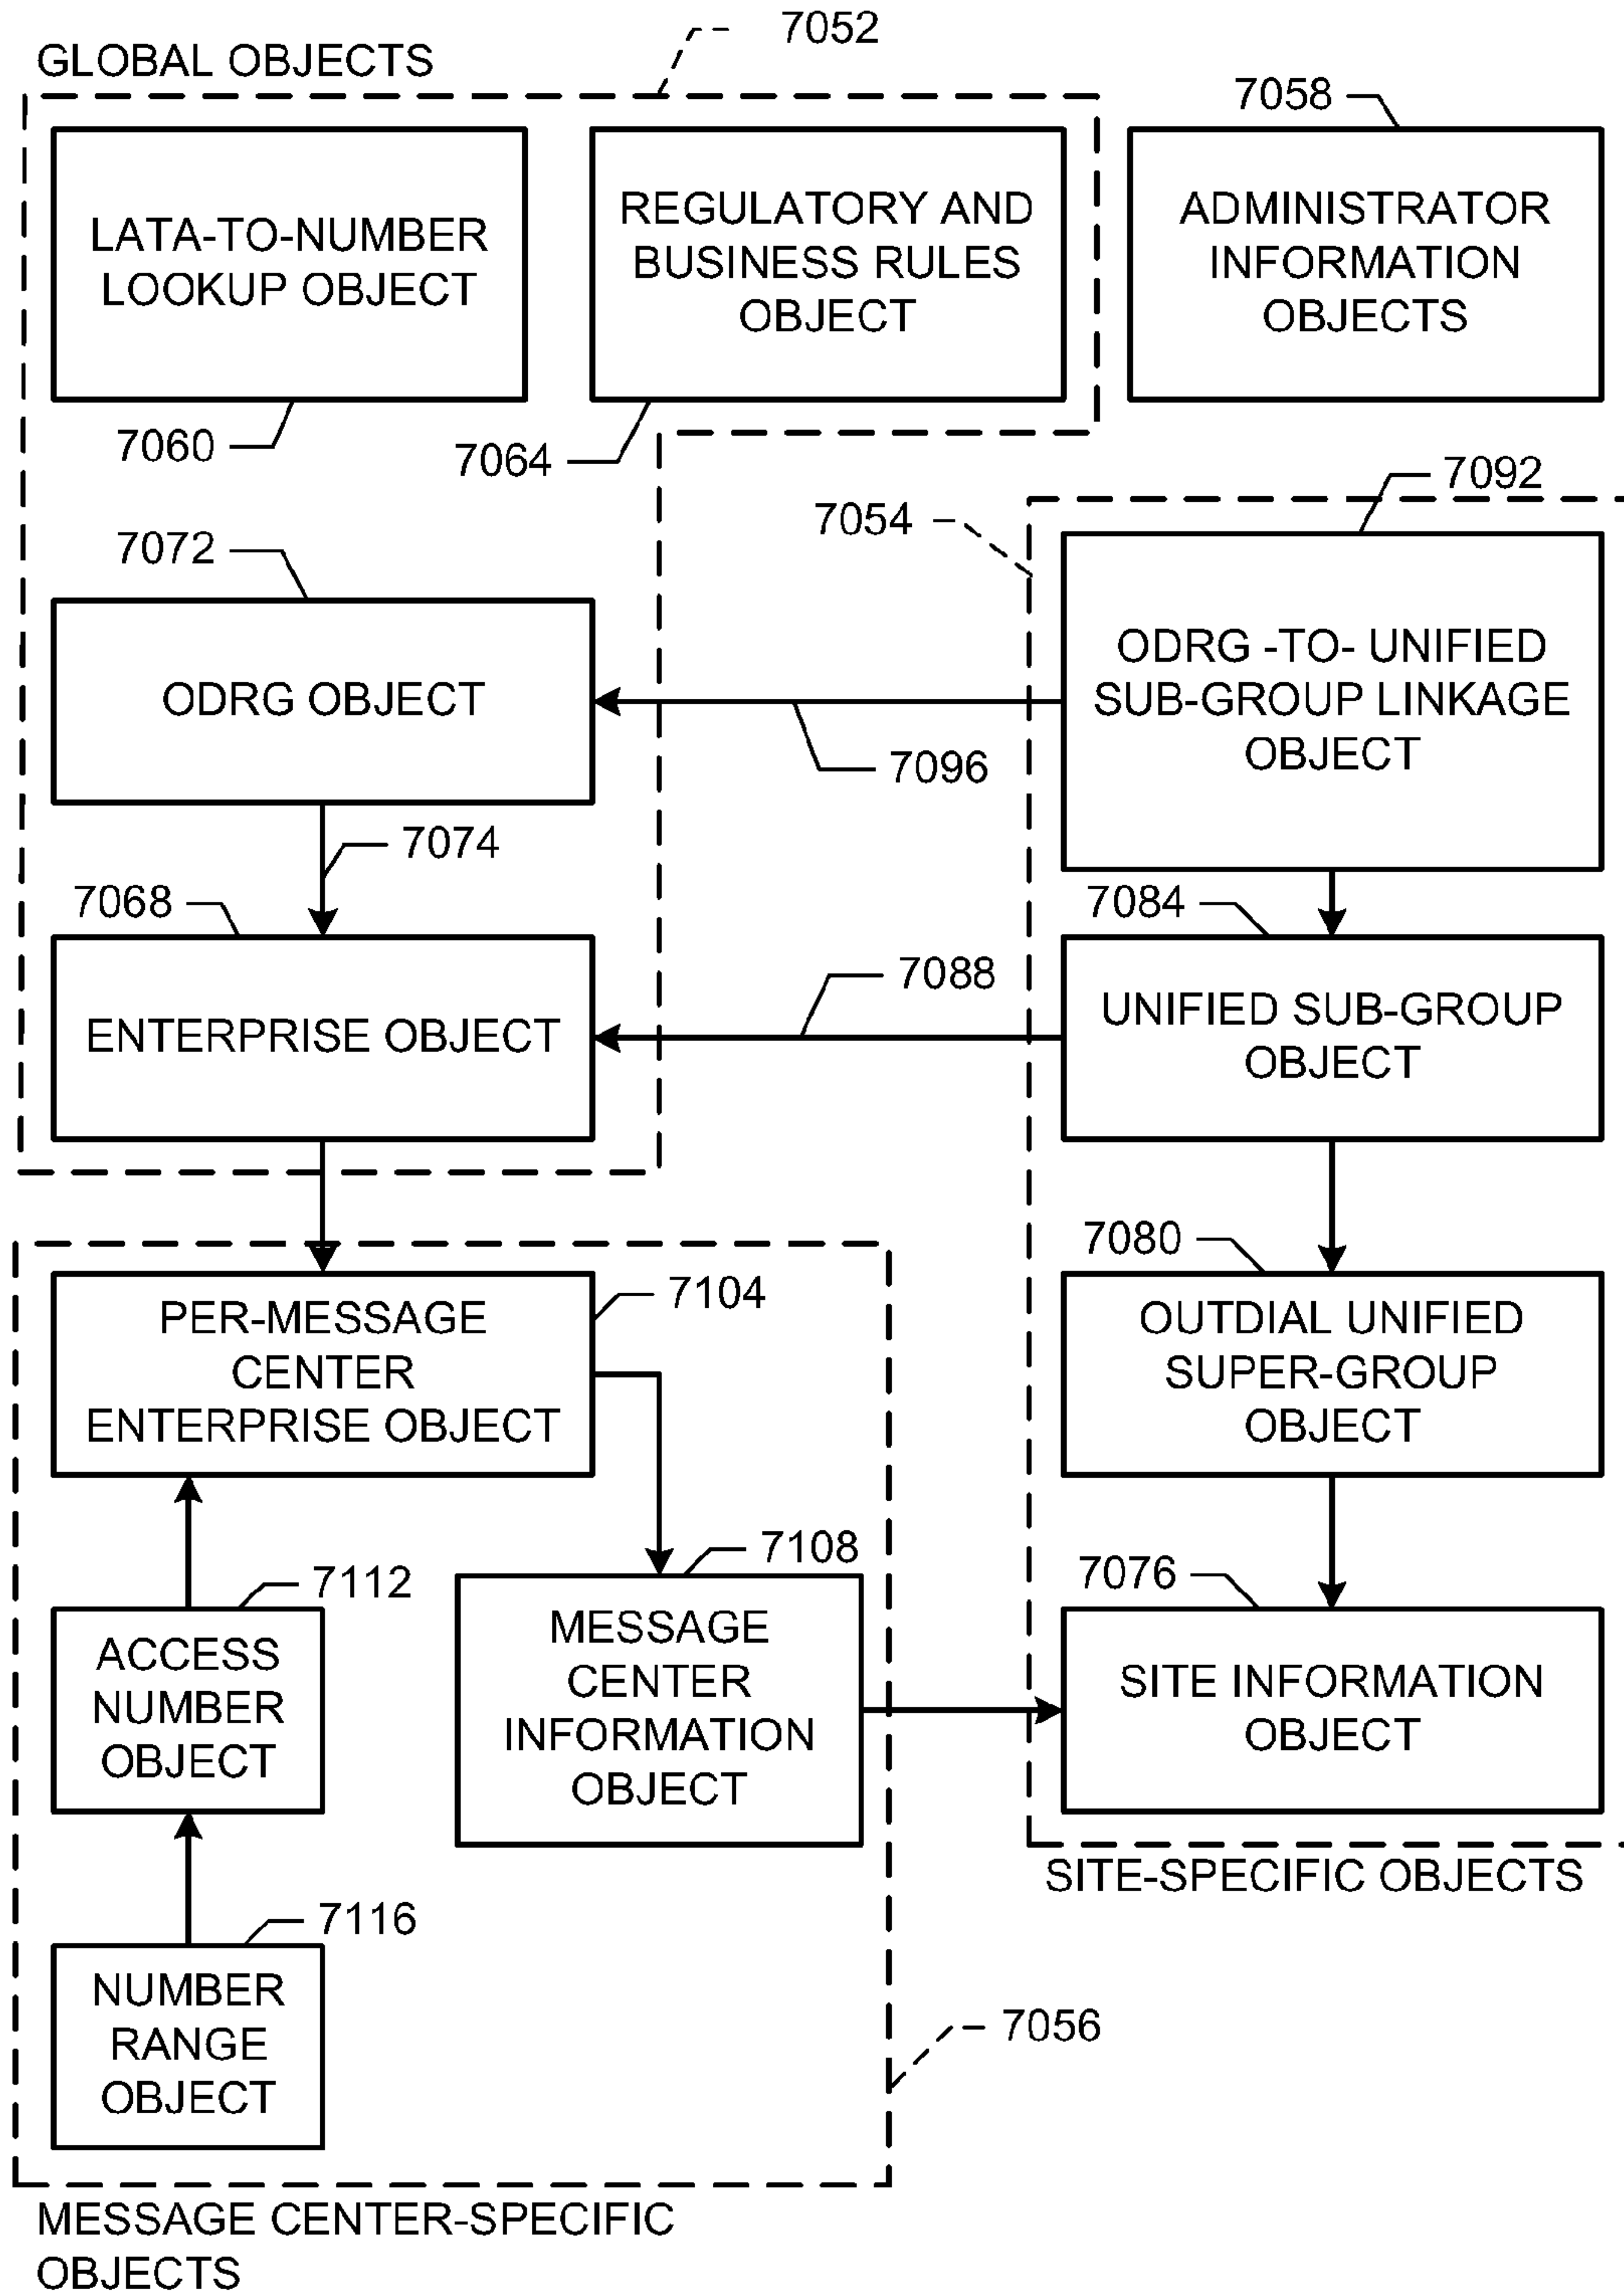 7052
GLOBAL OBJECTS
7058
LATA-TO-NUMBER
LOOKUP OBJECT
REGULATORY AND
BUSINESS RULES
OBJECT
ADMINISTRATOR
INFORMATION
OBJECTS
7060
7064
7092
7054
7072
ODRG OBJECT
ODRG -TO- UNIFIED
SUB-GROUP LINKAGE
OBJECT
7096
7074
7068
7084
7088
ENTERPRISE OBJECT
UNIFIED SUB-GROUP
OBJECT
7080
7104
PER-MESSAGE
CENTER
ENTERPRISE OBJECT
OUTDIAL UNIFIED
SUPER-GROUP
OBJECT
7108
7112
7076
ACCESS
NUMBER
OBJECT
MESSAGE
CENTER
INFORMATION
OBJECT
SITE INFORMATION
OBJECT
SITE-SPECIFIC OBJECTS
7116
NUMBER
RANGE
OBJECT
7056
MESSAGE CENTER-SPECIFIC
OBJECTS